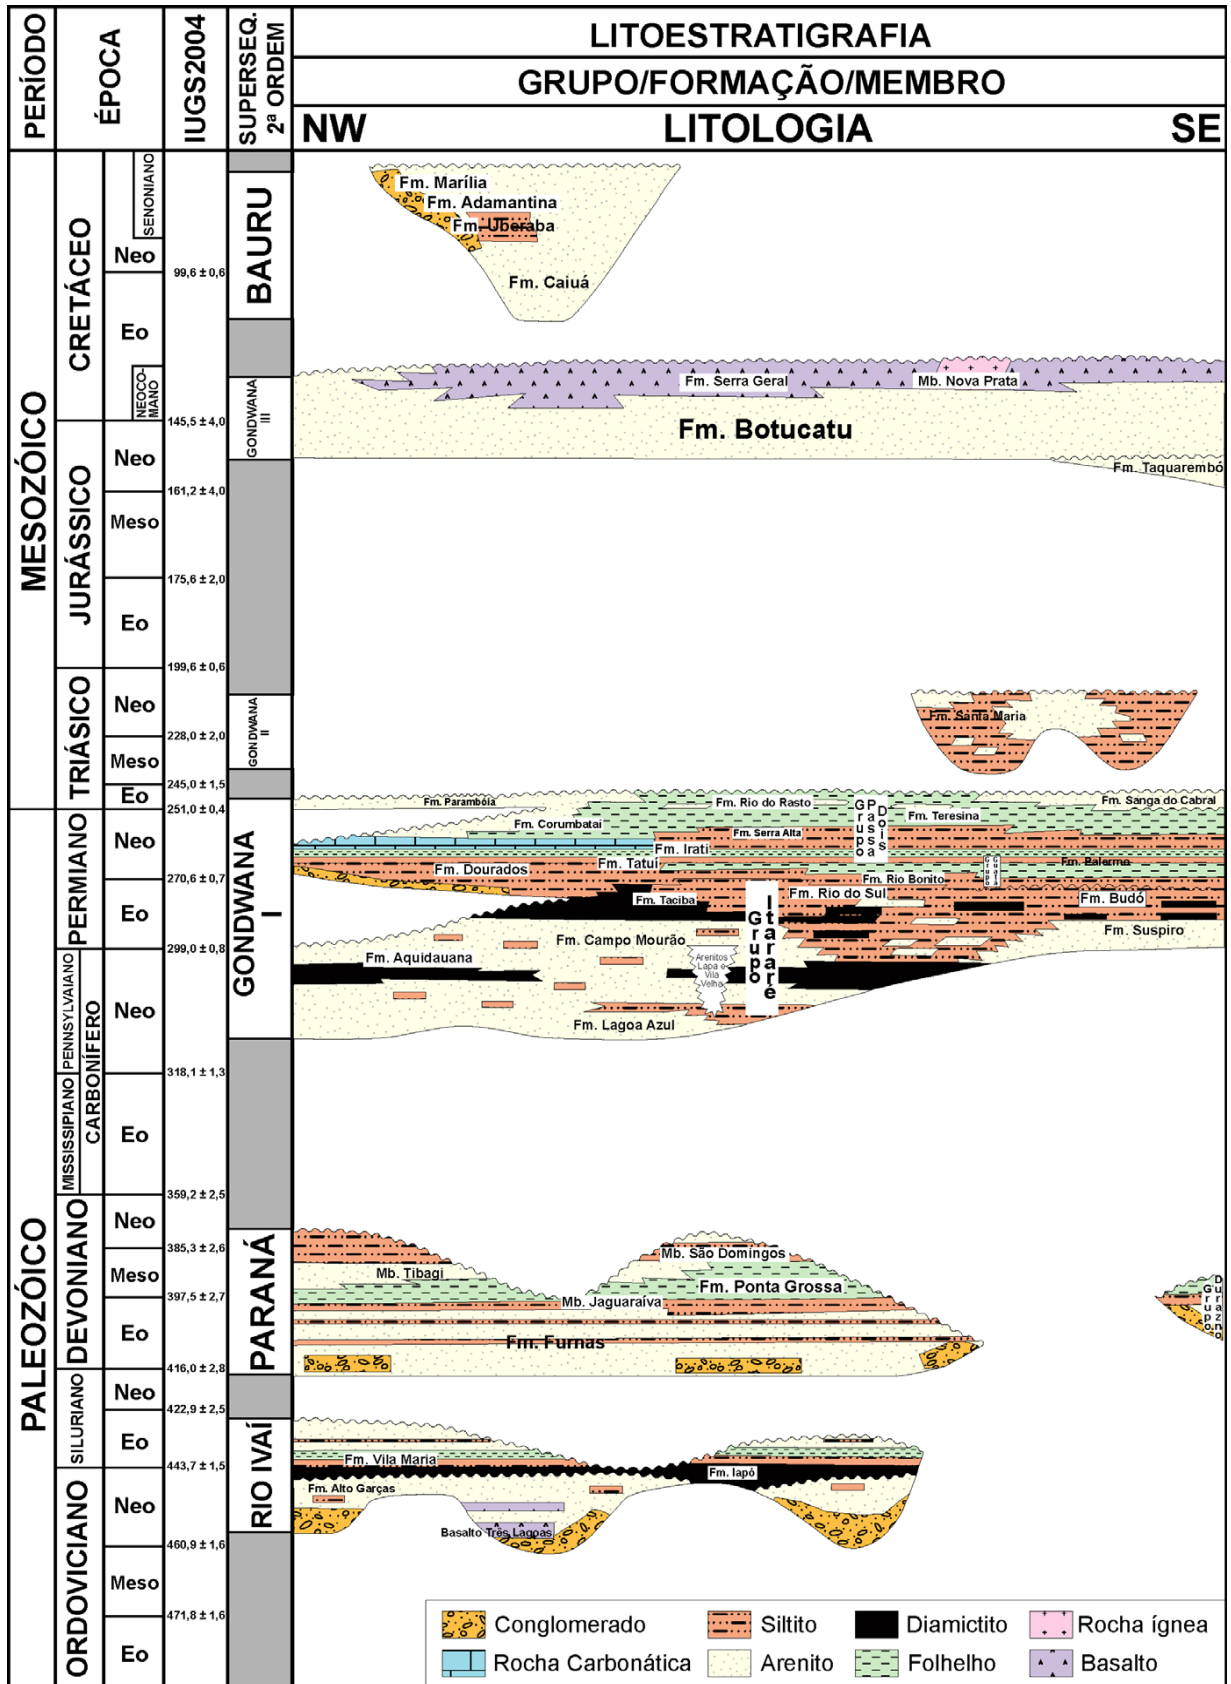 PERÍODO
ÉPOCA
IUGS2004
SUPERSEQ.
2ª ORDEM
LITOESTRATIGRAFIA
GRUPO/FORMAÇÃO/MEMBRO
NW
LITOLOGIA
SE
MESOZÓICO
CRETÁCEO
SENONIANO
Neo
99,6 ± 0,6
Eo
NEOCO-
MANO
145,5 ± 4,0
BAURU
Fm. Marília
Fm. Adamantina
Fm. Uberaba
Fm. Caiuá
GONDWANA
III
Fm. Serra Geral
Mb. Nova Prata
Fm. Botucatu
Fm. Taquarembó
JURÁSSICO
Neo
161,2 ± 4,0
Meso
175,6 ± 2,0
Eo
199,6 ± 0,6
TRIÁSICO
Neo
228,0 ± 2,0
Meso
245,0 ± 1,5
Eo
251,0 ± 0,4
GONDWANA
II
Fm. Santa Maria
PALEOZÓICO
PERMIANO
Neo
270,6 ± 0,7
Eo
299,0 ± 0,8
GONDWANA
I
Fm. Parambóia
Fm. Rio do Rasto
Grupo
Passa
Dois
Fm. Sanga do Cabral
Fm. Corumbataí
Fm. Teresina
Fm. Serra Alta
Fm. Irati
Fm. Tatuí
Fm. Palermo
Fm. Dourados
Grupo
Guatá
Fm. Rio Bonito
Fm. Taciba
Fm. Rio do Sul
Fm. Budó
Grupo
Itararé
Fm. Suspiro
Fm. Campo Mourão
Fm. Aquidauana
Arenitos
Lapa e
Vila
Velha
Fm. Lagoa Azul
CARBONÍFERO
PENNSYLVAIANO
Neo
318,1 ± 1,3
MISSISSIPIANO
Eo
359,2 ± 2,5
DEVONIANO
Neo
385,3 ± 2,6
Meso
397,5 ± 2,7
Eo
416,0 ± 2,8
PARANÁ
Mb. São Domingos
Mb. Tibagi
Fm. Ponta Grossa
Mb. Jaguaraíva
Fm. Furnas
Grupo
Durazno
SILURIANO
Neo
422,9 ± 2,5
Eo
443,7 ± 1,5
RIO IVAÍ
Fm. Vila Maria
Fm. Iapó
Fm. Alto Garças
Basalto Três Lagoas
ORDOVICIANO
Neo
460,9 ± 1,6
Meso
471,8 ± 1,6
Eo
Conglomerado
Siltito
Diamictito
Rocha ígnea
Rocha Carbonática
Arenito
Folhelho
Basalto